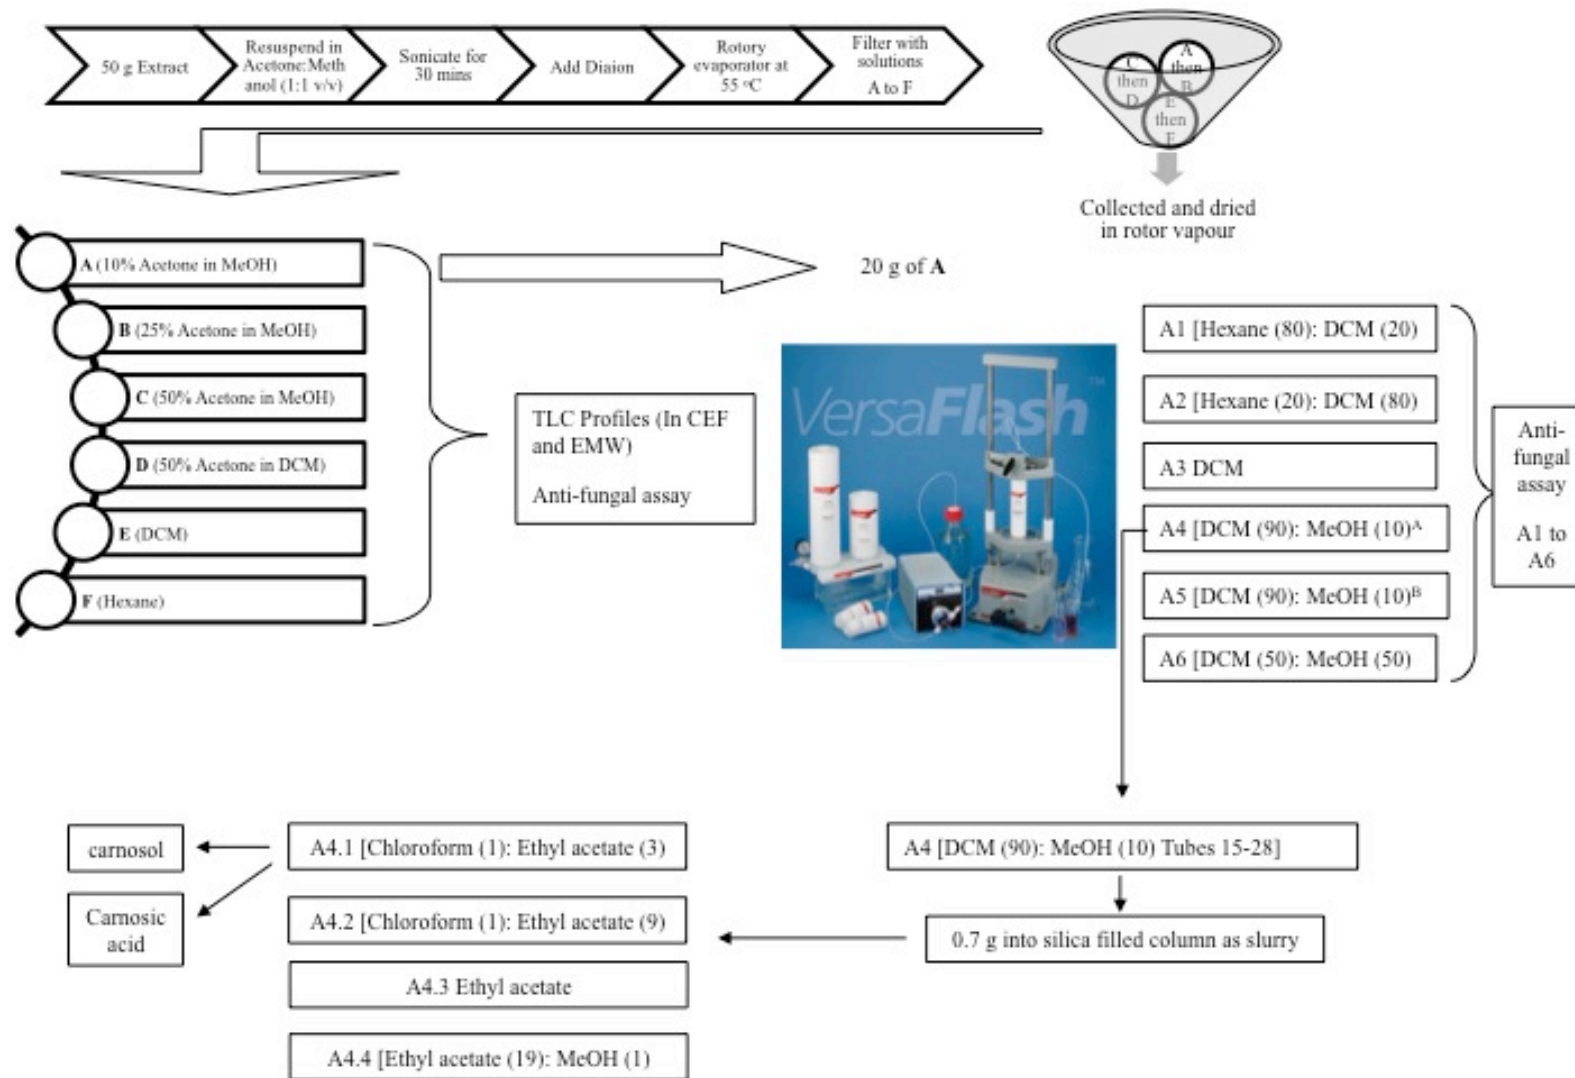 50 g Extract
Resuspend in
Acetone:Meth
anol (1:1 v/v)
Sonicate for
30 mins
Add Diaion
Rotory
evaporator at
55 °C
Filter with
solutions
A to F
C
then
D
A
then
B
E
then
F
Collected and dried
in rotor vapour
A (10% Acetone in MeOH)
B (25% Acetone in MeOH)
C (50% Acetone in MeOH)
D (50% Acetone in DCM)
E (DCM)
F (Hexane)
20 g of A
TLC Profiles (In CEF
and EMW)
Anti-fungal assay
VersaFlash™
A1 [Hexane (80): DCM (20)
A2 [Hexane (20): DCM (80)
A3 DCM
A4 [DCM (90): MeOH (10)ᴬ
A5 [DCM (90): MeOH (10)ᴮ
A6 [DCM (50): MeOH (50)
Anti-
fungal
assay
A1 to
A6
A4 [DCM (90): MeOH (10) Tubes 15-28]
0.7 g into silica filled column as slurry
A4.1 [Chloroform (1): Ethyl acetate (3)
A4.2 [Chloroform (1): Ethyl acetate (9)
A4.3 Ethyl acetate
A4.4 [Ethyl acetate (19): MeOH (1)
carnosol
Carnosic
acid